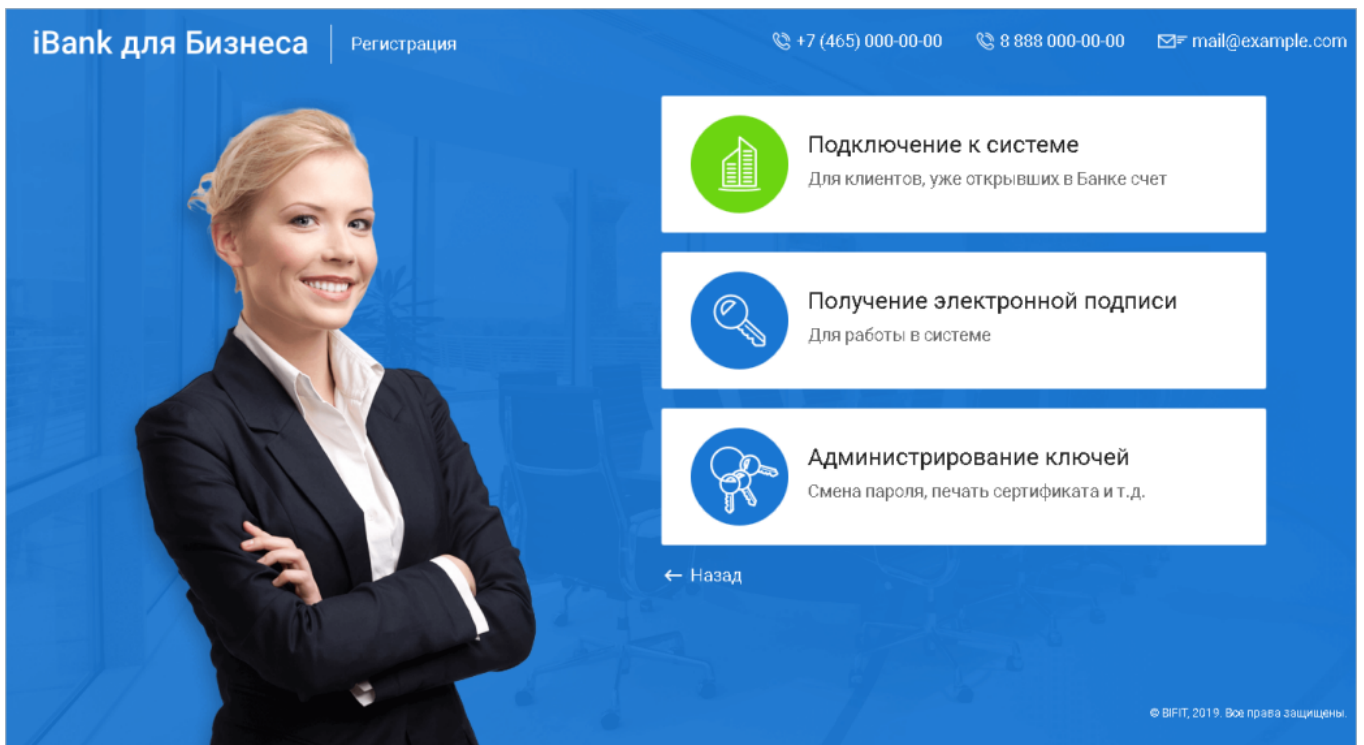 iBank для Бизнеса
Регистрация
+7 (465) 000-00-00
8 888 000-00-00
mail@example.com
Подключение к системе
Для клиентов, уже открывших в Банке счет
Получение электронной подписи
Для работы в системе
Администрирование ключей
Смена пароля, печать сертификата и т.д.
← Назад
© BIFIT, 2019. Все права защищены.